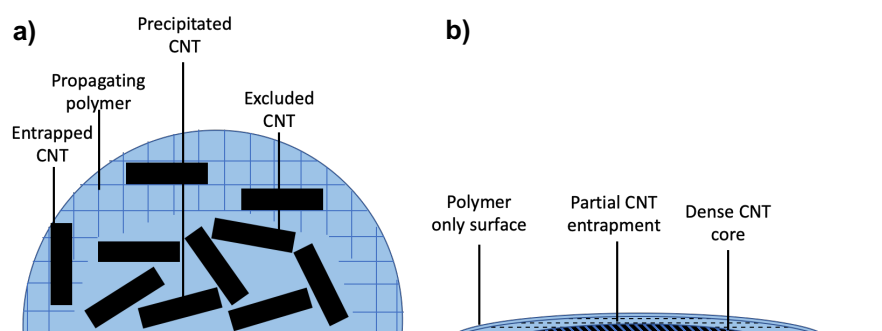 a)
Precipitated
CNT
Propagating
polymer
Excluded
CNT
Entrapped
CNT
b)
Polymer
only surface
Partial CNT
entrapment
Dense CNT
core